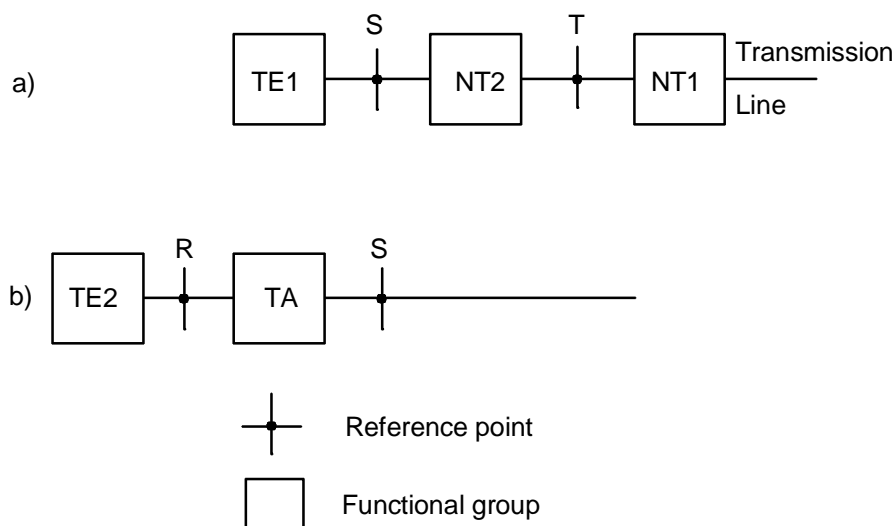 S T
a) TE1 NT2 NT1 Transmission
Line
R S
b) TE2 TA
Reference point
Functional group